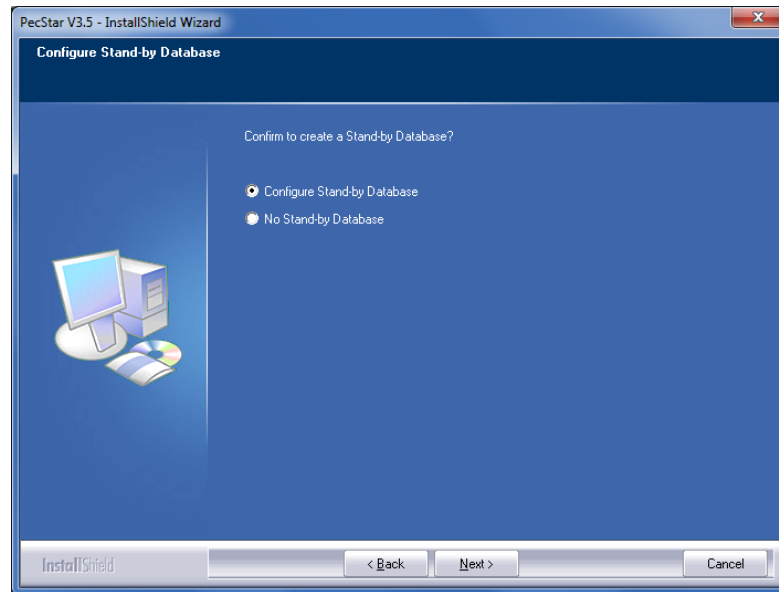 PecStar V3.5 - InstallShield Wizard
Configure Stand-by Database
Confirm to create a Stand-by Database?
Configure Stand-by Database
No Stand-by Database
InstallShield
< Back
Next >
Cancel